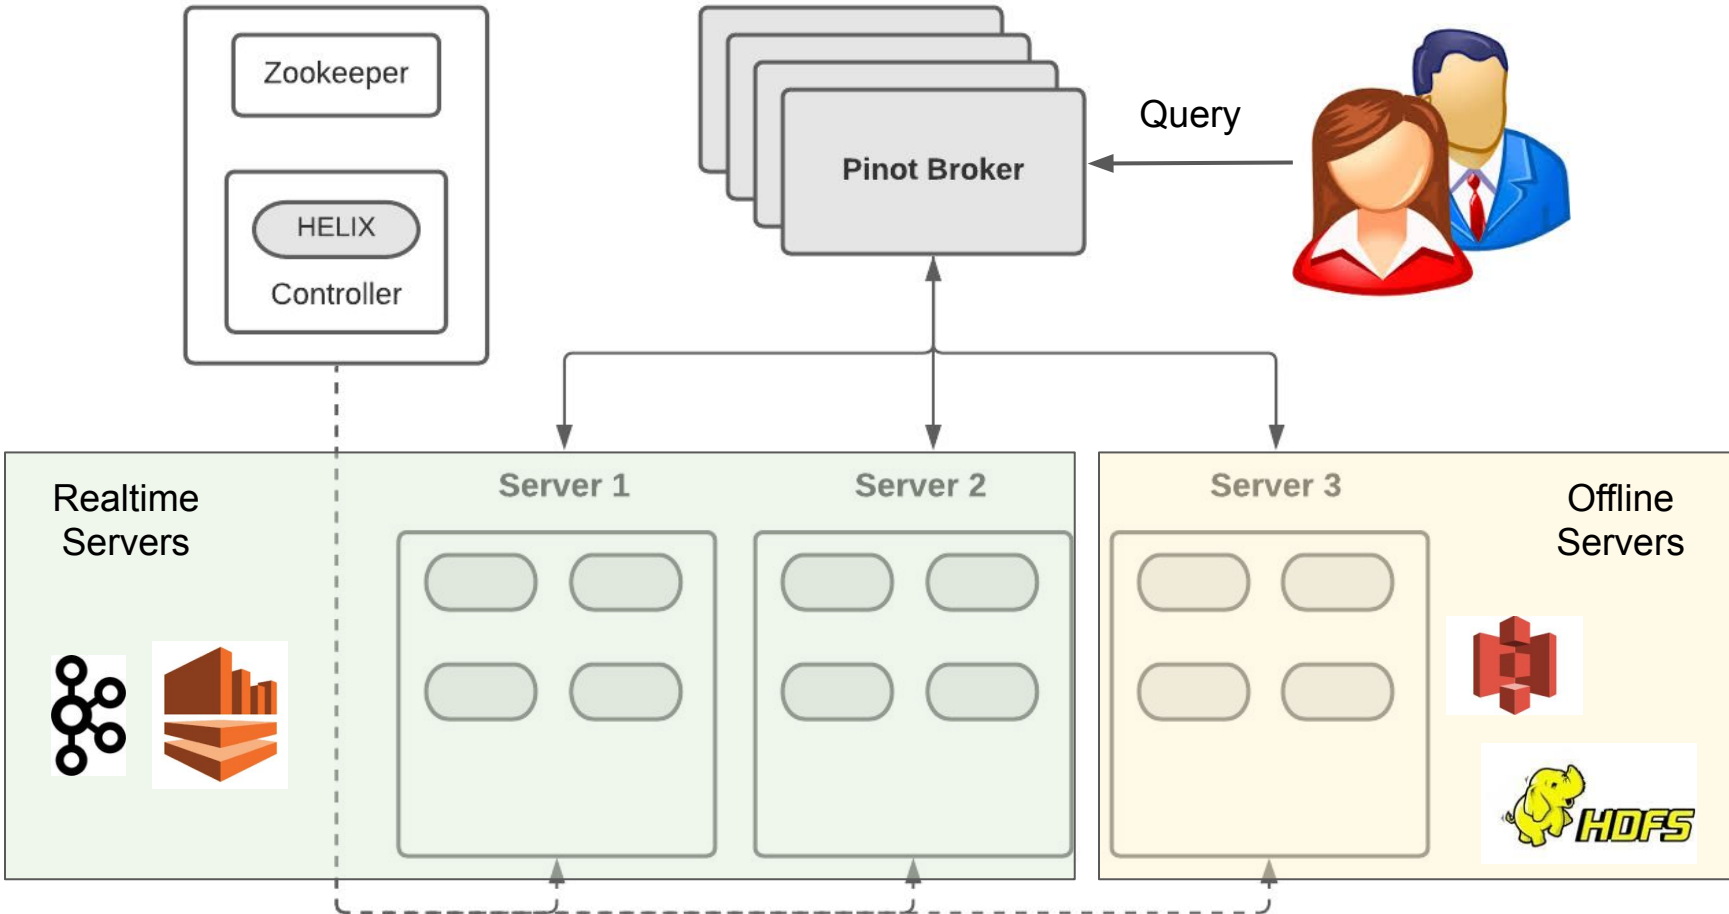 Zookeeper
HELIX
Controller
Pinot Broker
Query
Realtime
Servers
Server 1
Server 2
Server 3
Offline
Servers
HDFS